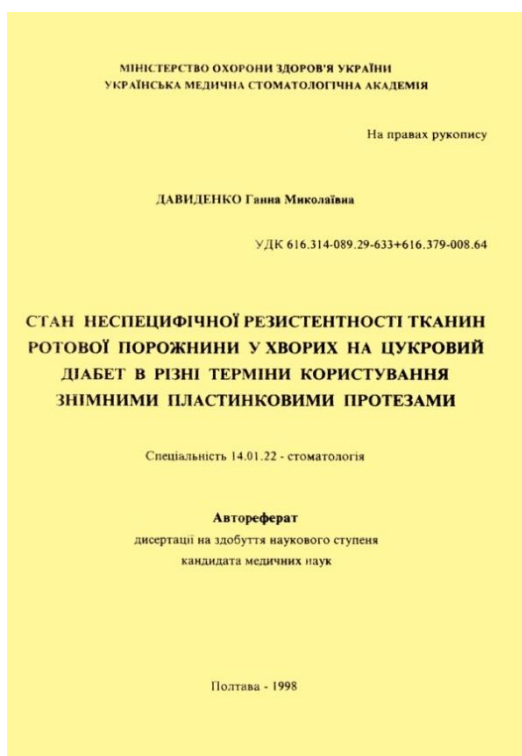 МІНІСТЕРСТВО ОХОРОНИ ЗДОРОВ'Я УКРАЇНИ
УКРАЇНСЬКА МЕДИЧНА СТОМАТОЛОГІЧНА АКАДЕМІЯ
На правах рукопису
ДАВИДЕНКО Ганна Миколаївна
УДК 616.314-089.29-633+616.379-008.64
СТАН НЕСПЕЦИФІЧНОЇ РЕЗИСТЕНТНОСТІ ТКАНИН
РОТОВОЇ ПОРОЖНИНИ У ХВОРИХ НА ЦУКРОВИЙ
ДІАБЕТ В РІЗНІ ТЕРМІНИ КОРИСТУВАННЯ
ЗНІМНИМИ ПЛАСТИНКОВИМИ ПРОТЕЗАМИ
Спеціальність 14.01.22 - стоматологія
Автореферат
дисертації на здобуття наукового ступеня
кандидата медичних наук
Полтава - 1998